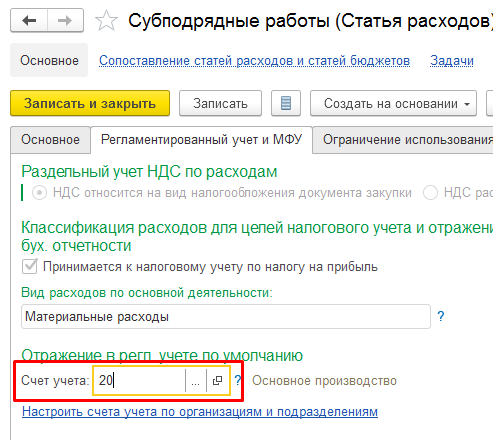 Субподрядные работы (Статья расходов)
Основное Сопоставление статей расходов и статей бюджетов Задачи
Записать и закрыть Записать Создать на основании
Основное Регламентированный учет и МФУ Ограничение использования
Раздельный учет НДС по расходам
НДС относится на вид налогообложения документа закупки НДС рас
Классификация расходов для целей налогового учета и отражени
бух. отчетности
Принимается к налоговому учету по налогу на прибыль
Вид расходов по основной деятельности:
Материальные расходы ?
Отражение в регл. учете по умолчанию
Счет учета: 20 ... ? Основное производство
Настроить счета учета по организациям и подразделениям